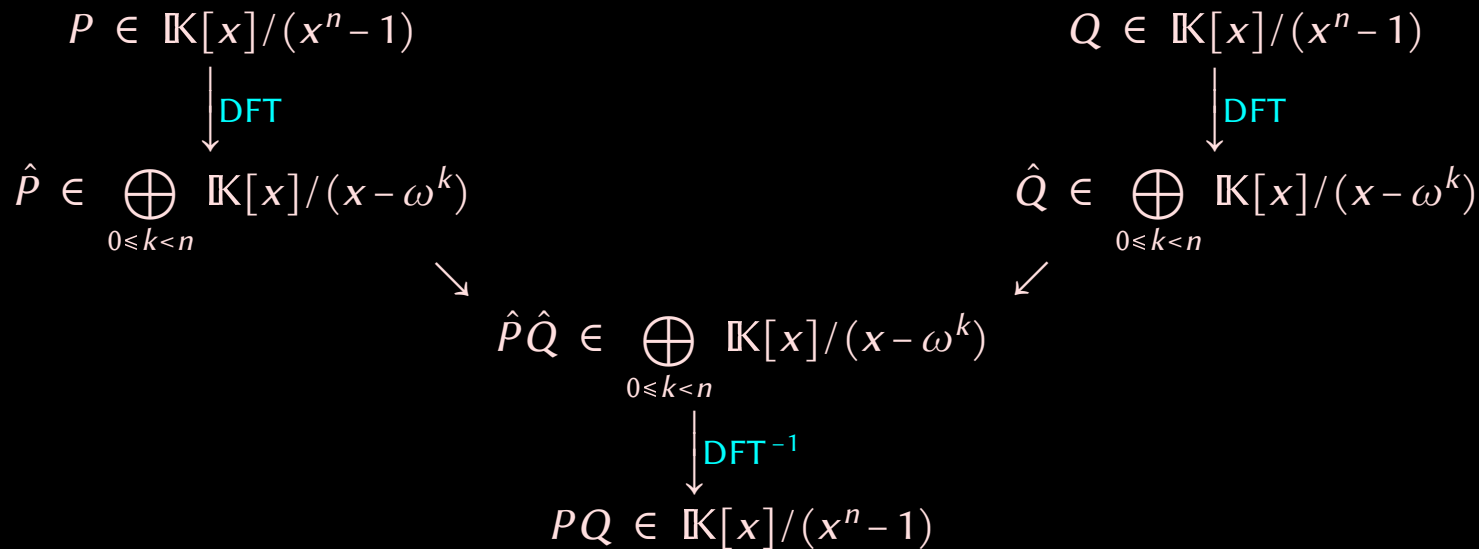 P ∈ 𝕂[x]/(xⁿ – 1) Q ∈ 𝕂[x]/(xⁿ – 1)
DFT DFT
P̂ ∈ ⨁ 𝕂[x]/(x – ωᵏ) Q̂ ∈ ⨁ 𝕂[x]/(x – ωᵏ)
0⩽k<n 0⩽k<n
P̂Q̂ ∈ ⨁ 𝕂[x]/(x – ωᵏ)
0⩽k<n
DFT⁻¹
PQ ∈ 𝕂[x]/(xⁿ – 1)